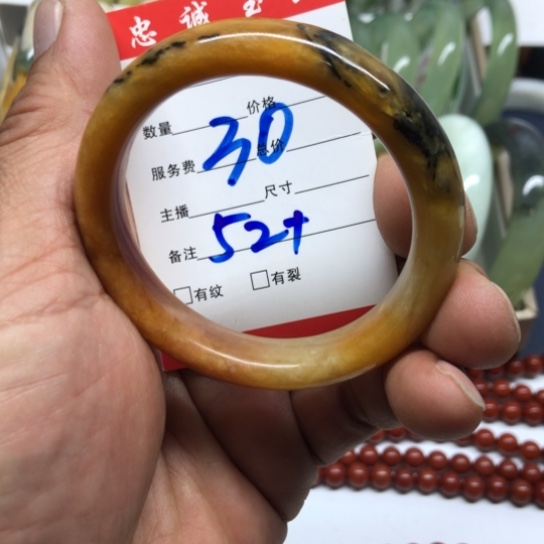 忠诚玉
数量 价格
30
服务费 总价
主播 尺寸
备注 52+
□有纹 □有裂